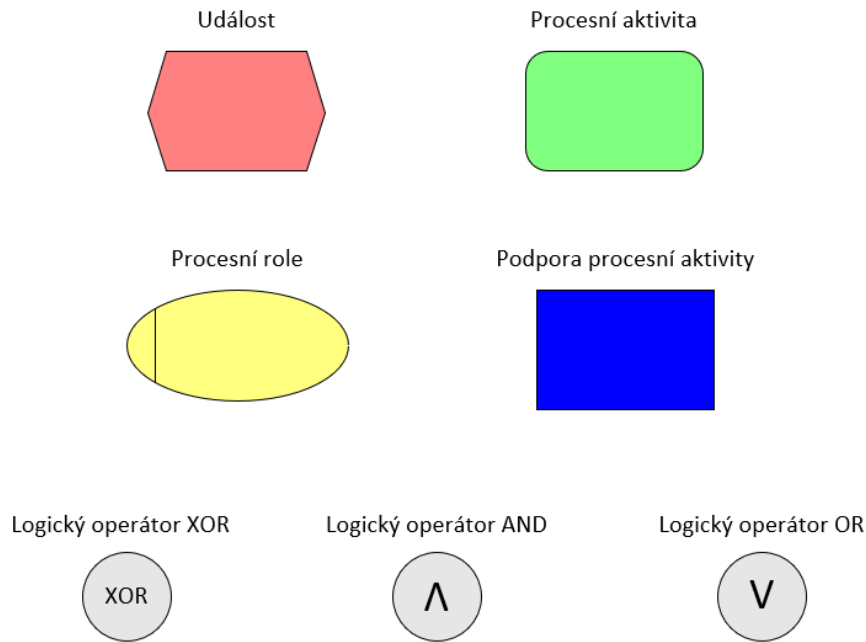 Událost
Procesní aktivita
Procesní role
Podpora procesní aktivity
Logický operátor XOR
Logický operátor AND
Logický operátor OR
XOR
Λ
V